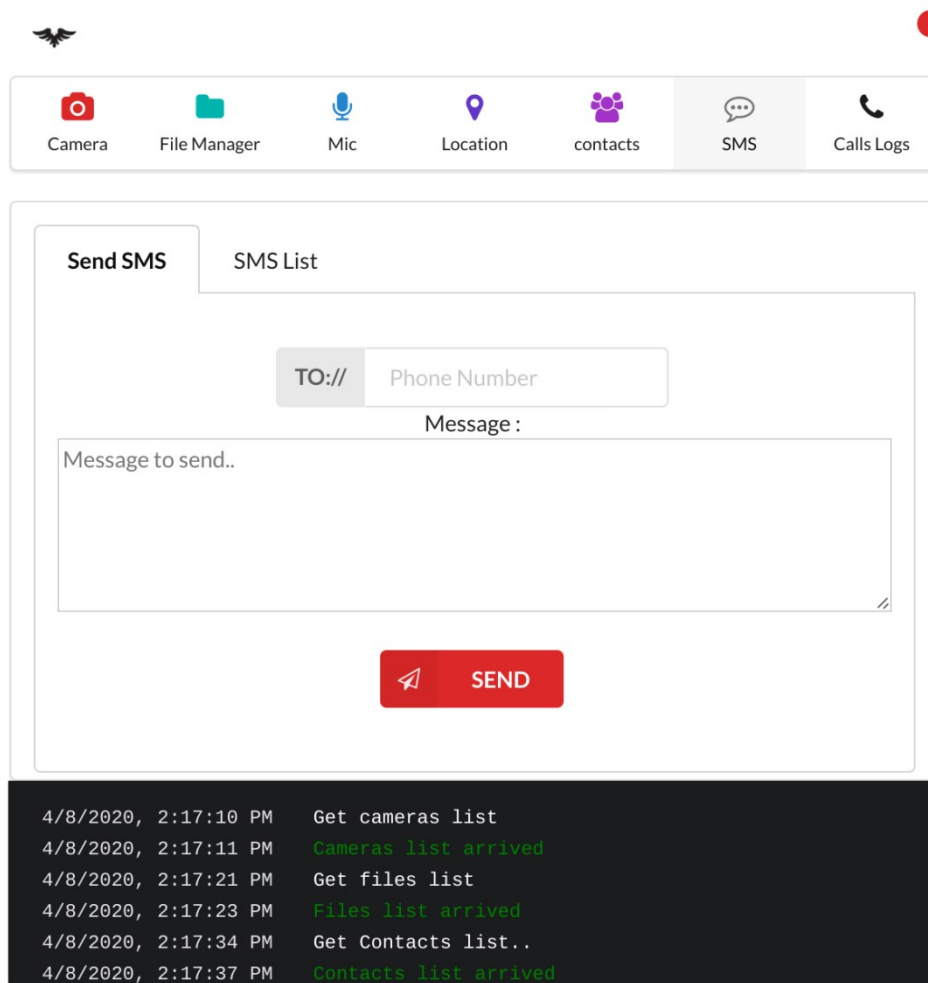 Camera File Manager Mic Location contacts SMS Calls Logs
Send SMS SMS List
TO:// Phone Number
Message :
Message to send..
SEND
4/8/2020, 2:17:10 PM Get cameras list
4/8/2020, 2:17:11 PM Cameras list arrived
4/8/2020, 2:17:21 PM Get files list
4/8/2020, 2:17:23 PM Files list arrived
4/8/2020, 2:17:34 PM Get Contacts list..
4/8/2020, 2:17:37 PM Contacts list arrived